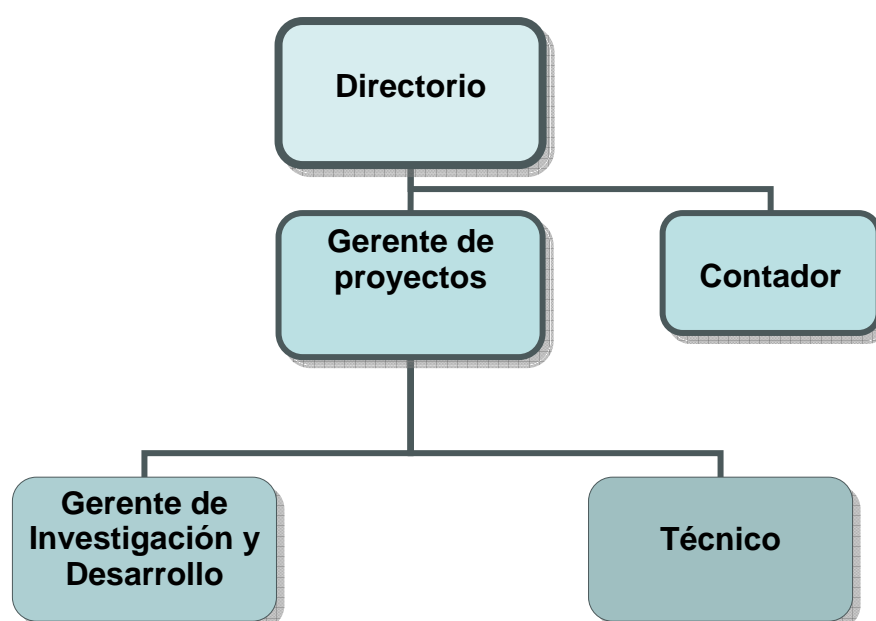 Directorio
Gerente de
proyectos
Contador
Gerente de
Investigación y
Desarrollo
Técnico